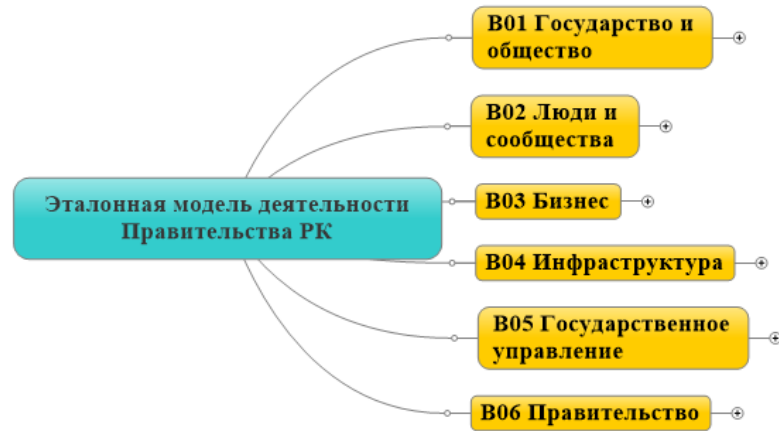 B01 Государство и
общество
B02 Люди и
сообщества
Эталонная модель деятельности
Правительства РК
B03 Бизнес
B04 Инфраструктура
B05 Государственное
управление
B06 Правительство